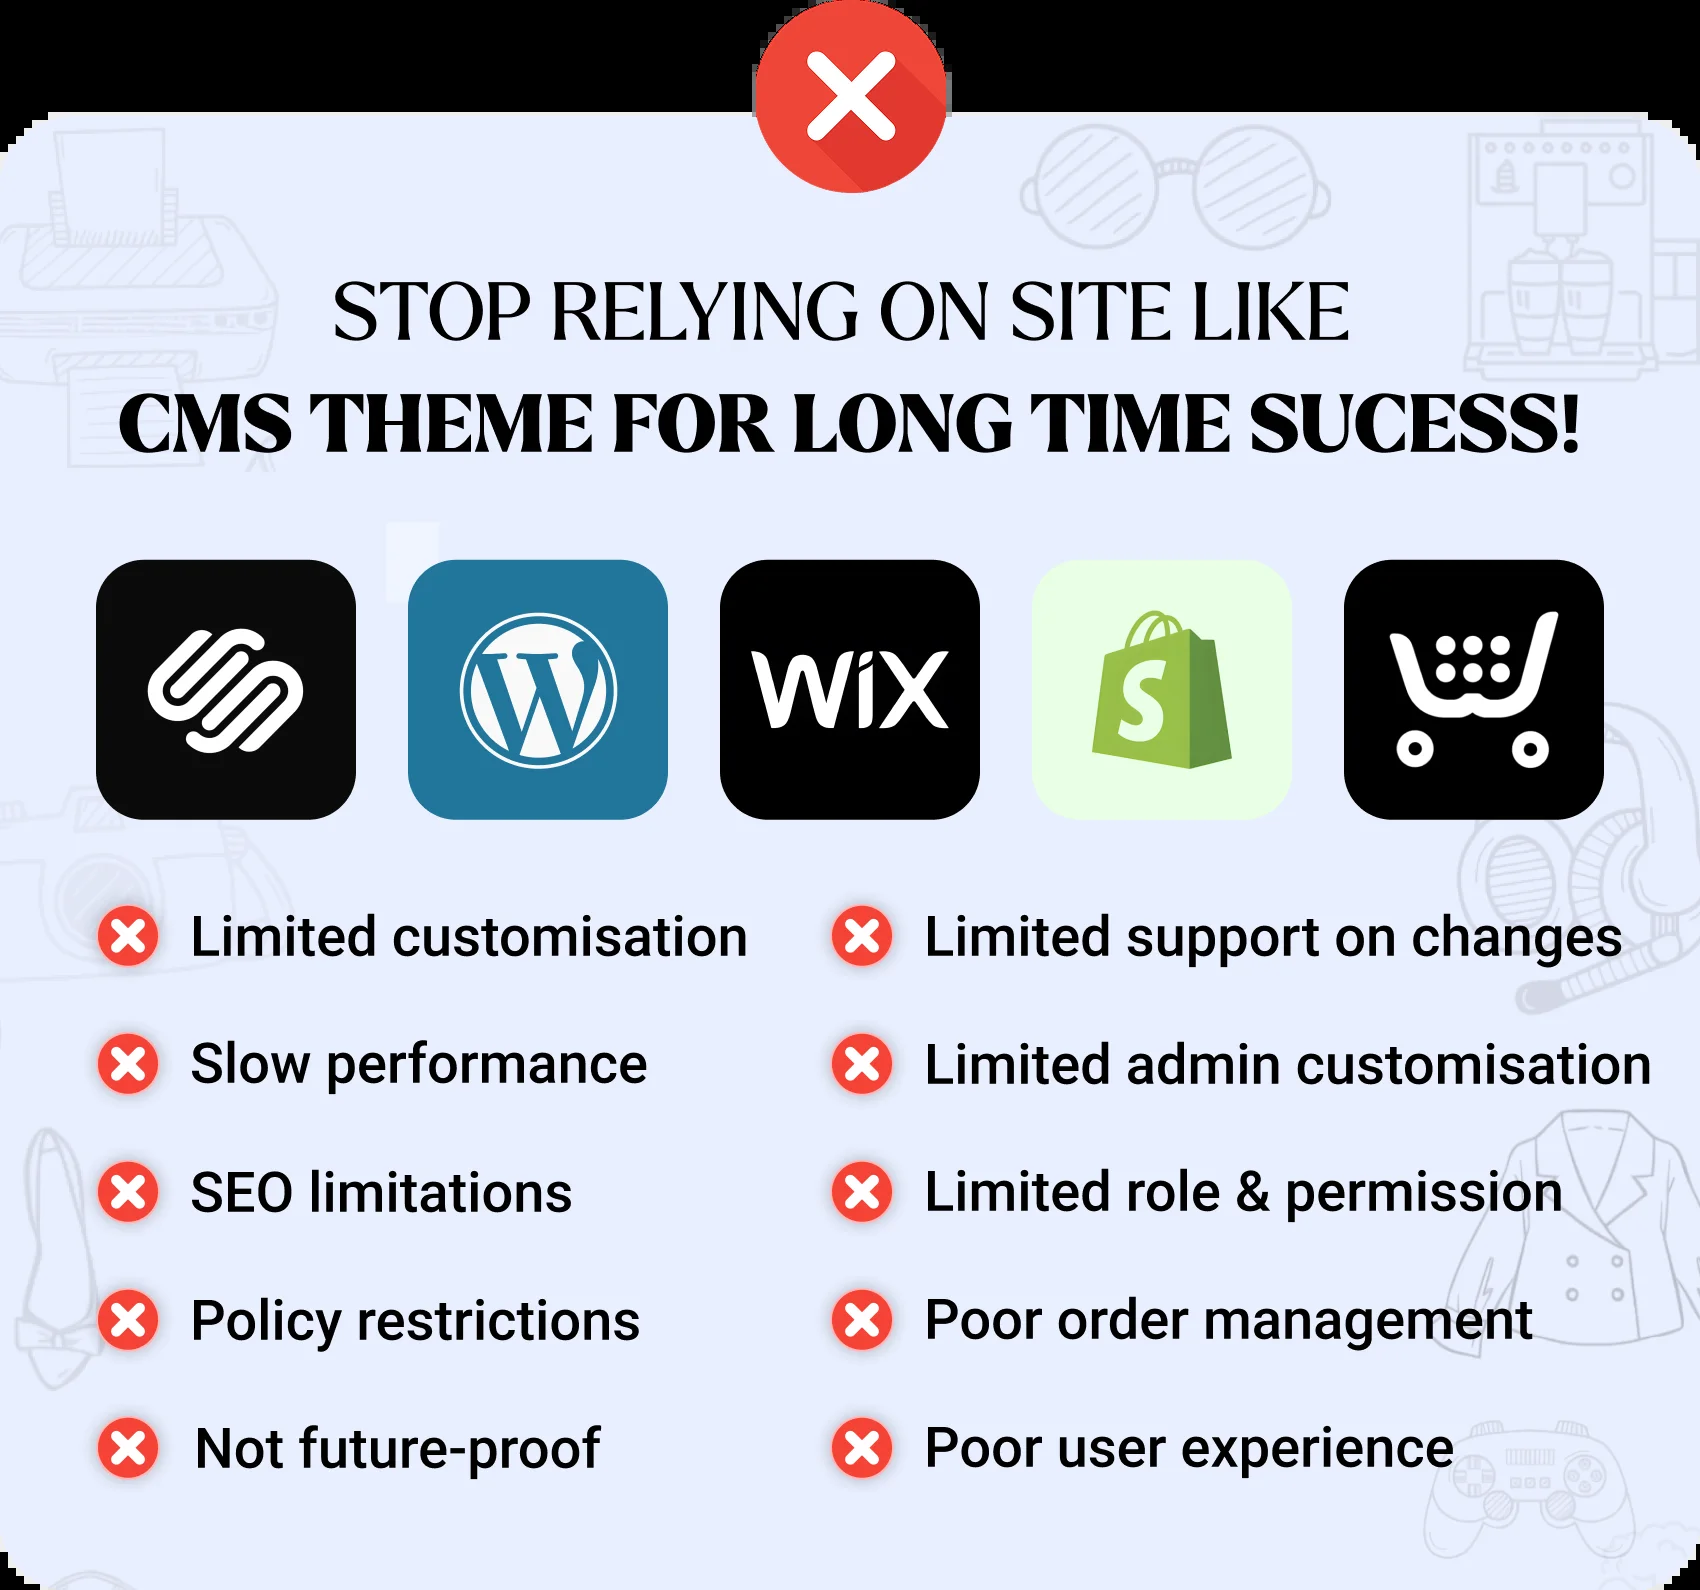 STOP RELYING ON SITE LIKE
CMS THEME FOR LONG TIME SUCESS!
W
WiX
S
Limited customisation
Limited support on changes
Slow performance
Limited admin customisation
SEO limitations
Limited role & permission
Policy restrictions
Poor order management
Not future-proof
Poor user experience